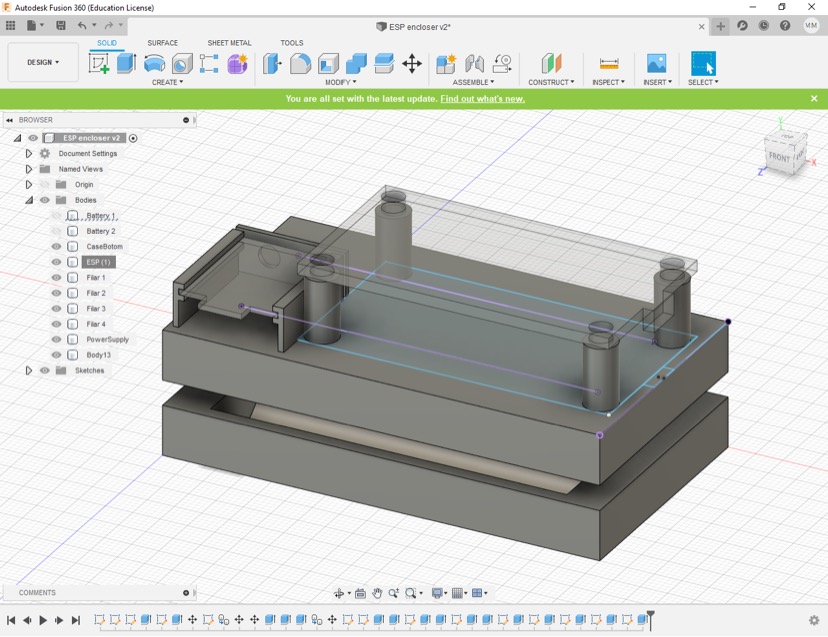 Autodesk Fusion 360 (Education License)
ESP encloser v2*
MM
SOLID SURFACE SHEET METAL TOOLS
DESIGN
CREATE MODIFY ASSEMBLE CONSTRUCT INSPECT INSERT SELECT
You are all set with the latest update. Find out what's new.
BROWSER
ESP encloser v2
Document Settings
Named Views
Origin
Bodies
Battery 1
Battery 2
CaseBotom
ESP (1)
Filar 1
Filar 2
Filar 3
Filar 4
PowerSupply
Body13
Sketches
Y
FRONT
X
Z
COMMENTS